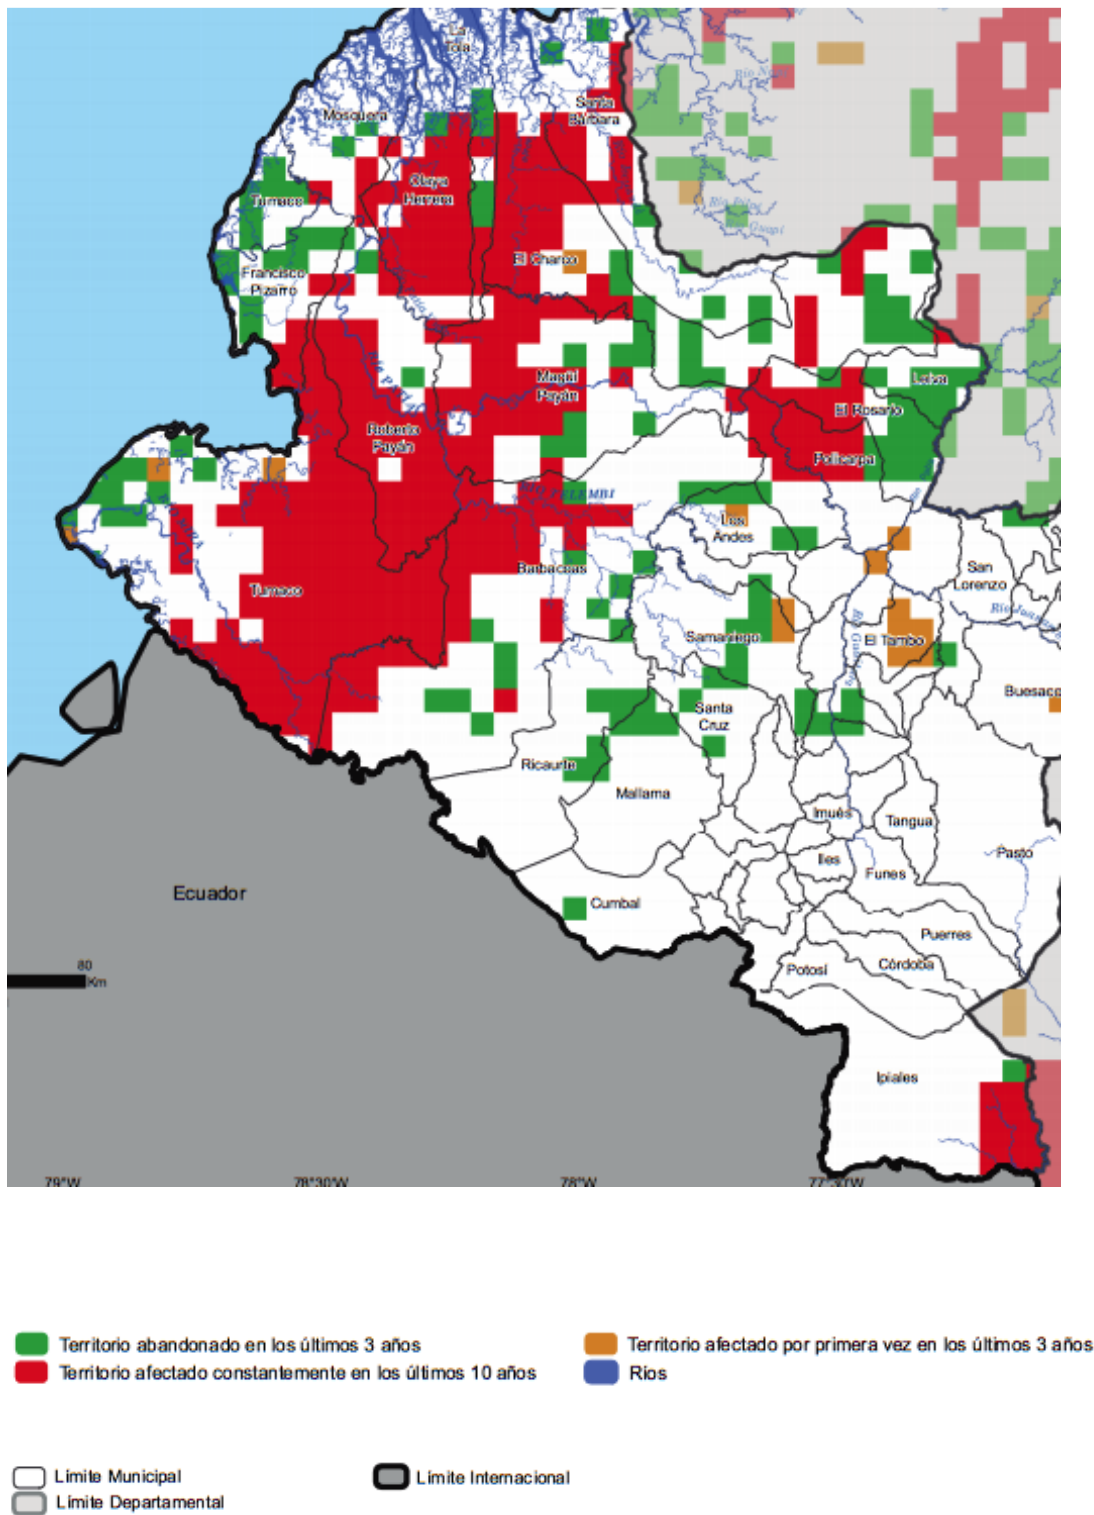 La
Tola
Río Napi
Mosquera
Santa
Bárbara
Olaya
Herrera
Tumaco
Río Guapi
El Charco
Francisco
Pizarro
Magüí
Payán
Leiva
El Rosario
Roberto
Payán
Policarpa
Los
Andes
Barbacoas
San
Lorenzo
Tumaco
Samaniego
El Tambo
Buesaco
Santa
Cruz
Ricaurte
Mallama
Imués
Tangua
Iles
Pasto
Funes
Ecuador
Cumbal
Puerres
Córdoba
Potosí
80
Km
Ipiales
79°W
78°30'W
78°W
77°30'W
Territorio abandonado en los últimos 3 años
Territorio afectado por primera vez en los últimos 3 años
Territorio afectado constantemente en los últimos 10 años
Ríos
Límite Municipal
Límite Internacional
Límite Departamental